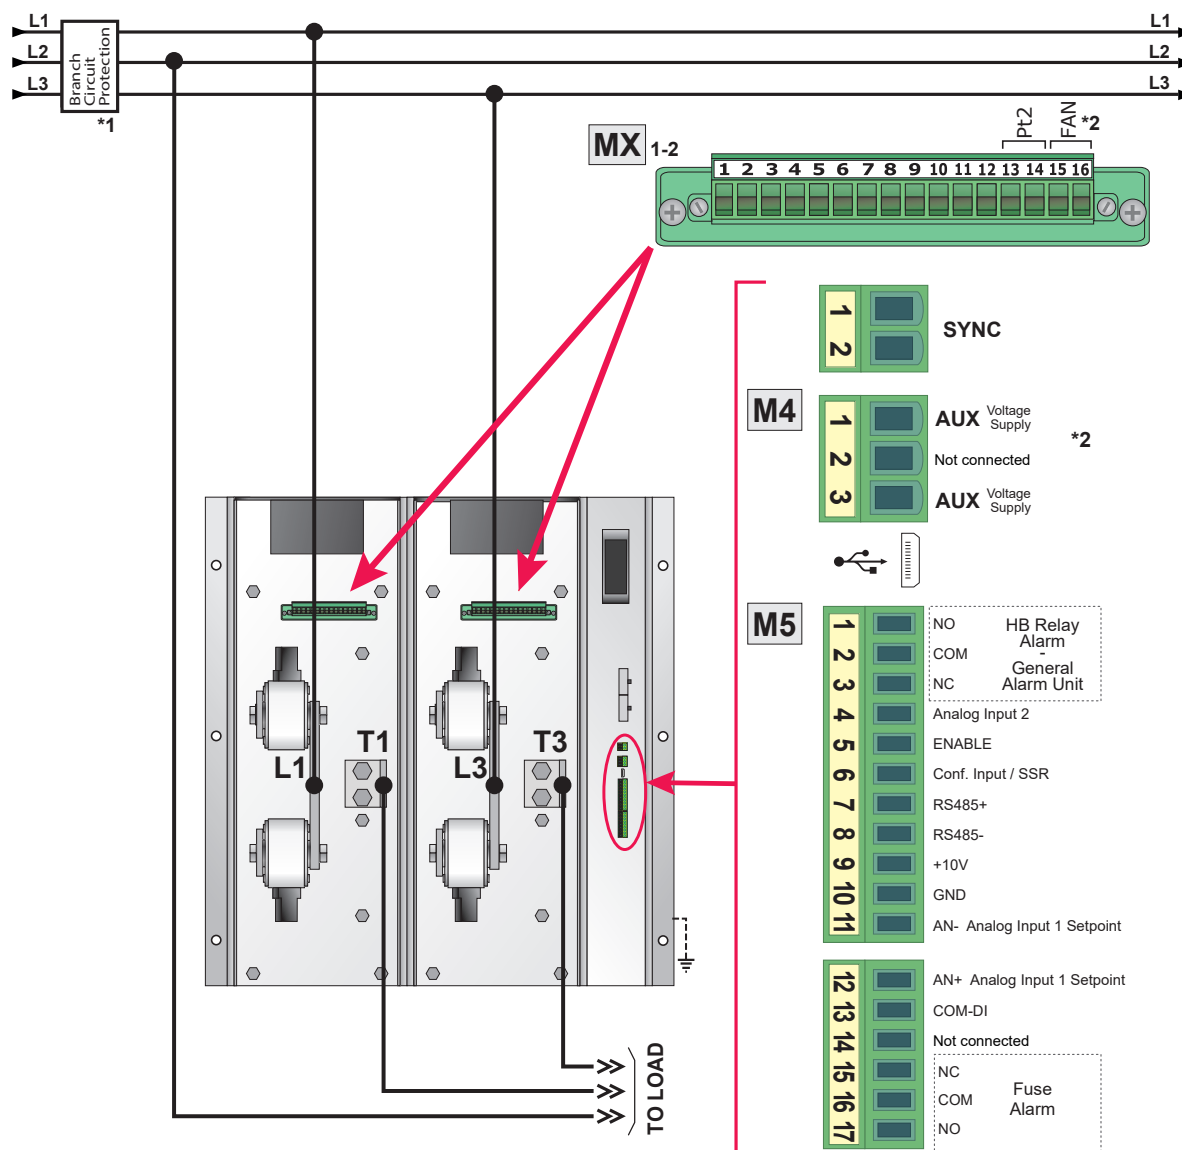 L1 L1
L2 L2
L3 L3
Branch
Circuit
Protection
*1
Pt2 FAN *2
MX 1-2
1 2 3 4 5 6 7 8 9 10 11 12 13 14 15 16
1
2
SYNC
M4
1 AUX Voltage Supply
2 Not connected
3 AUX Voltage Supply
*2
M5
1 NO
2 COM
3 NC
HB Relay
Alarm
-
General
Alarm Unit
4 Analog Input 2
5 ENABLE
6 Conf. Input / SSR
7 RS485+
8 RS485-
9 +10V
10 GND
11 AN- Analog Input 1 Setpoint
12 AN+ Analog Input 1 Setpoint
13 COM-DI
14 Not connected
15 NC
16 COM
17 NO
Fuse
Alarm
L1 T1 L3 T3
TO LOAD